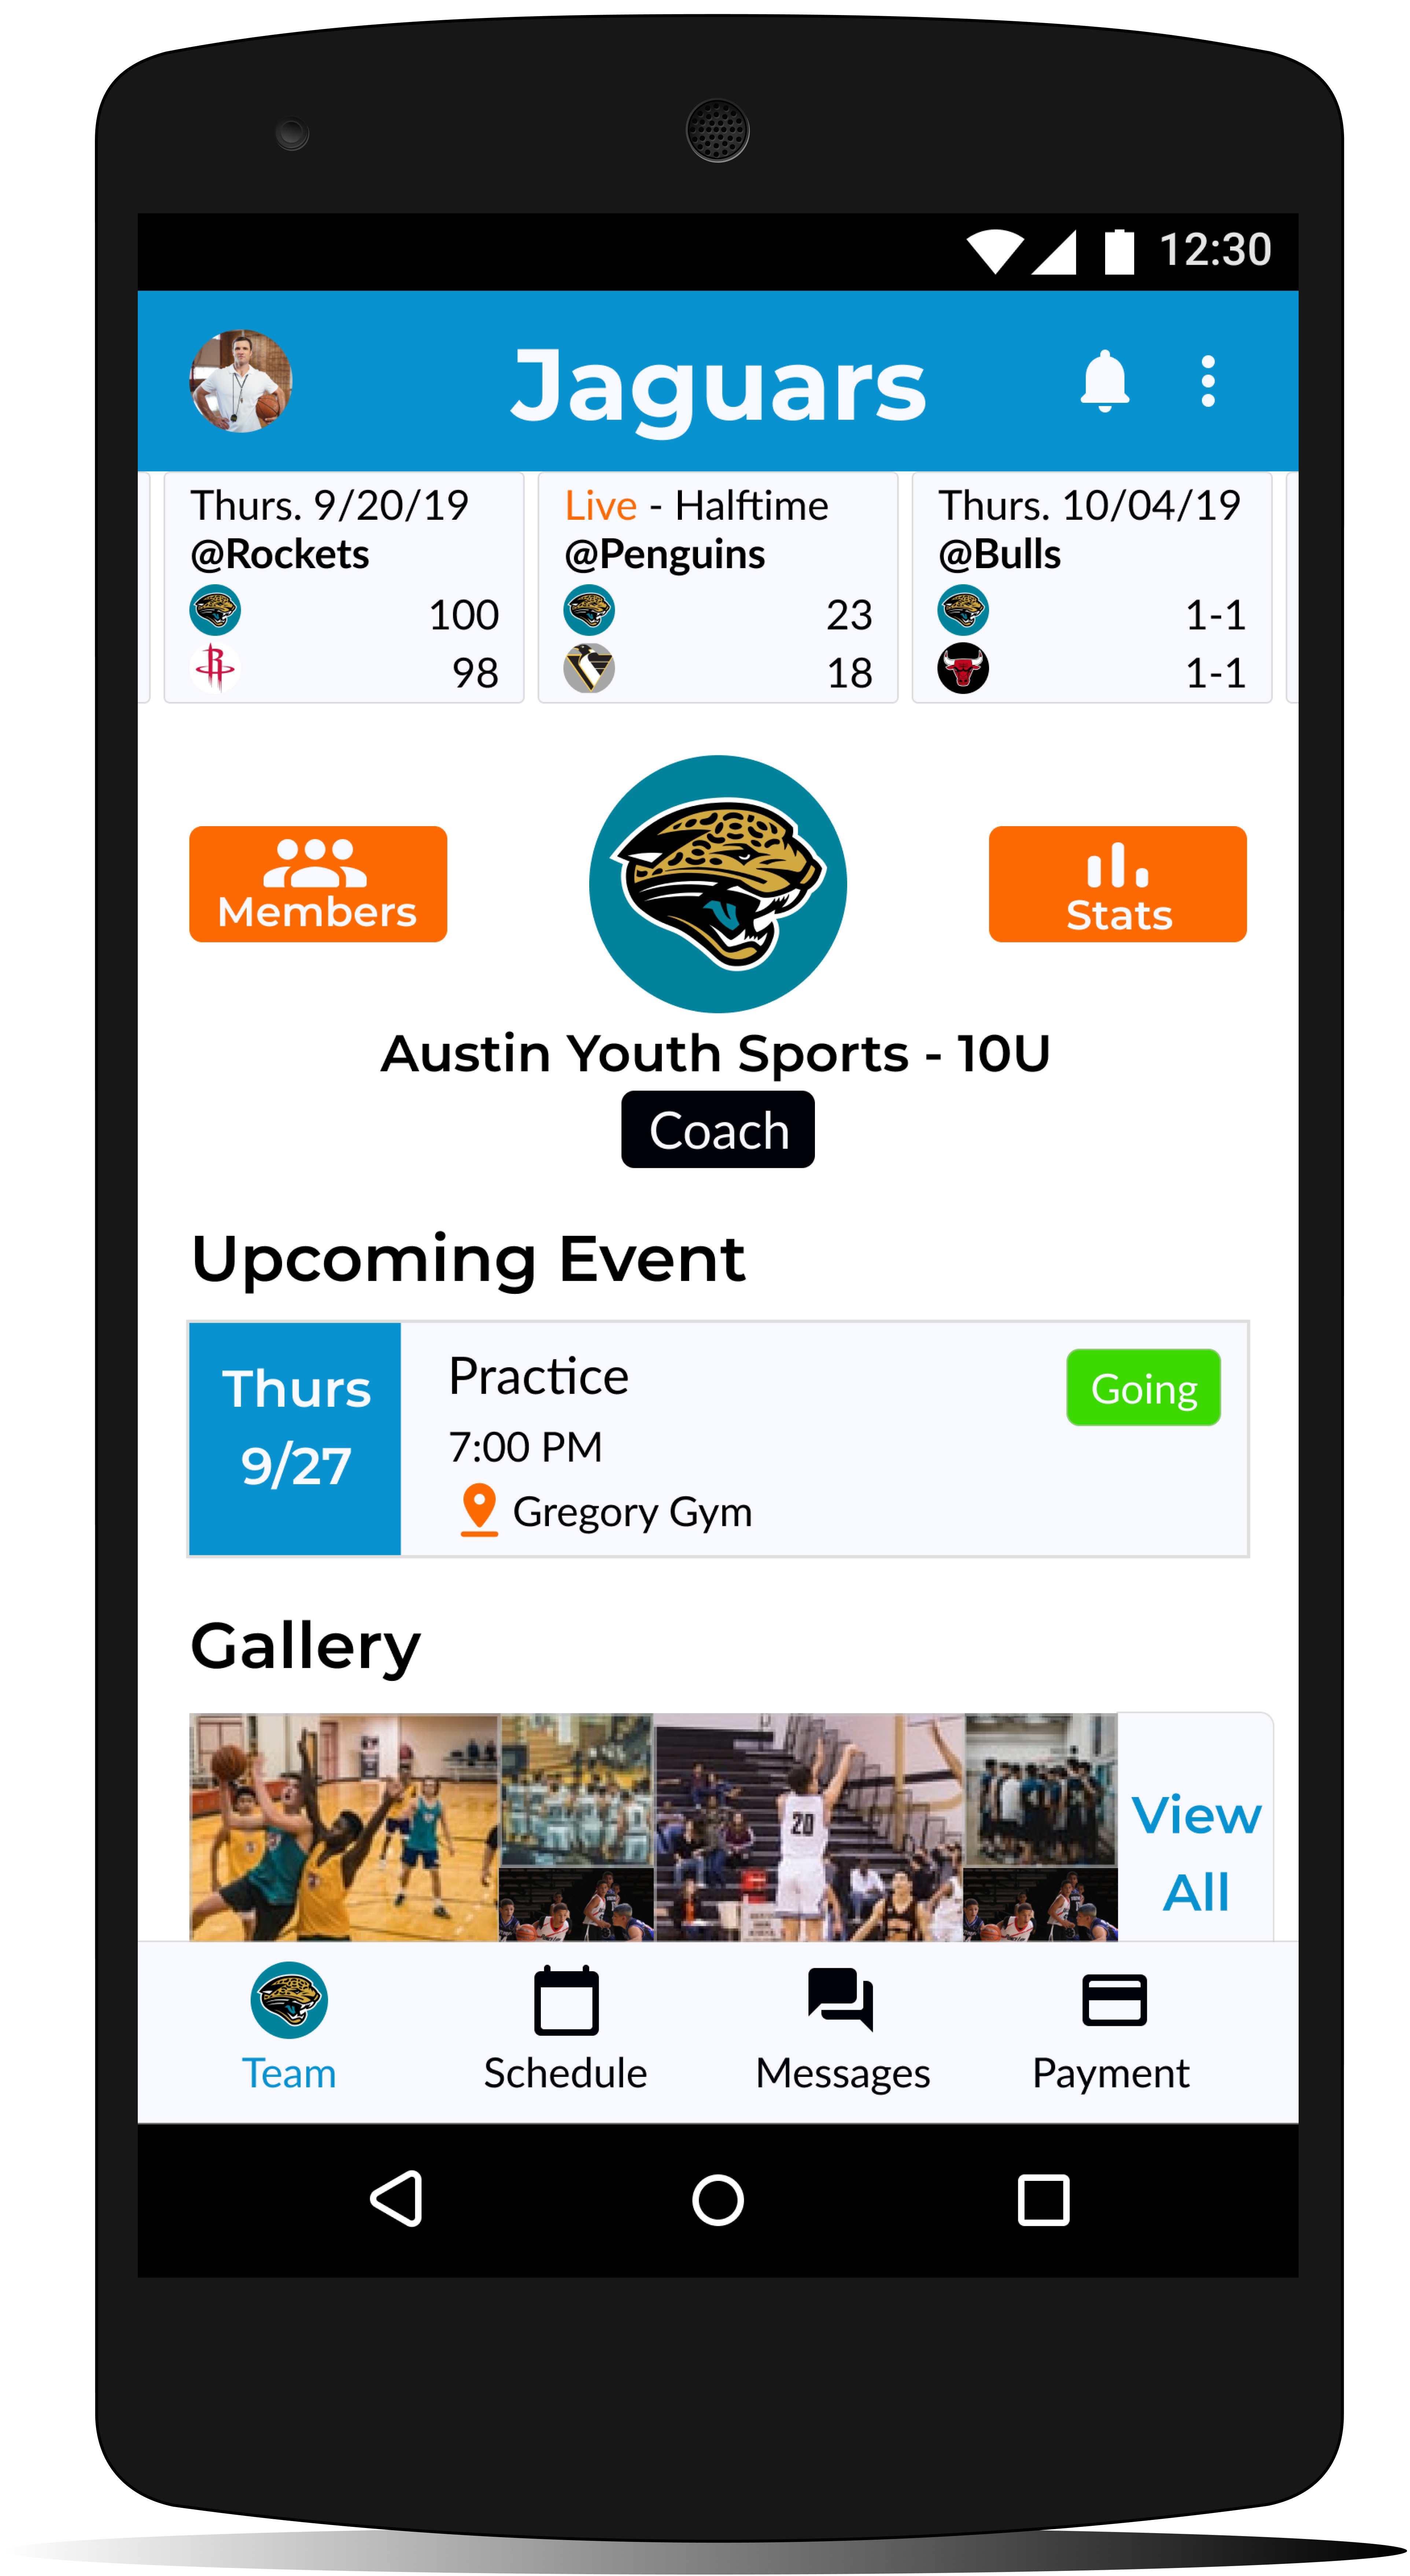 12:30
Jaguars
Thurs. 9/20/19
@Rockets
100
98
Live - Halftime
@Penguins
23
18
Thurs. 10/04/19
@Bulls
1-1
1-1
Members
Stats
Austin Youth Sports - 10U
Coach
Upcoming Event
Thurs
9/27
Practice
7:00 PM
Gregory Gym
Going
Gallery
20
View
All
Team
Schedule
Messages
Payment